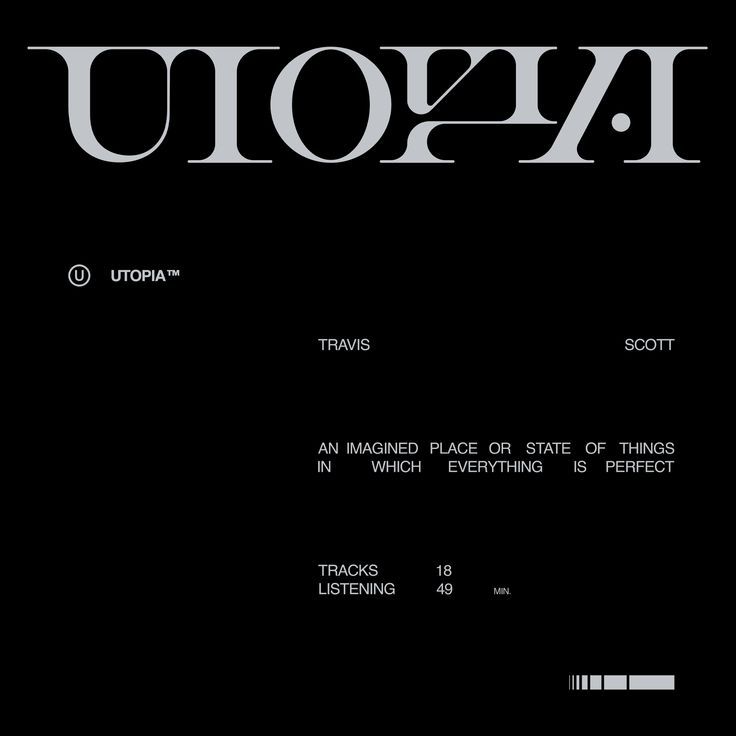 UTOPIA
Ⓤ UTOPIA™
TRAVIS SCOTT
AN IMAGINED PLACE OR STATE OF THINGS
IN WHICH EVERYTHING IS PERFECT
TRACKS 18
LISTENING 49 MIN.